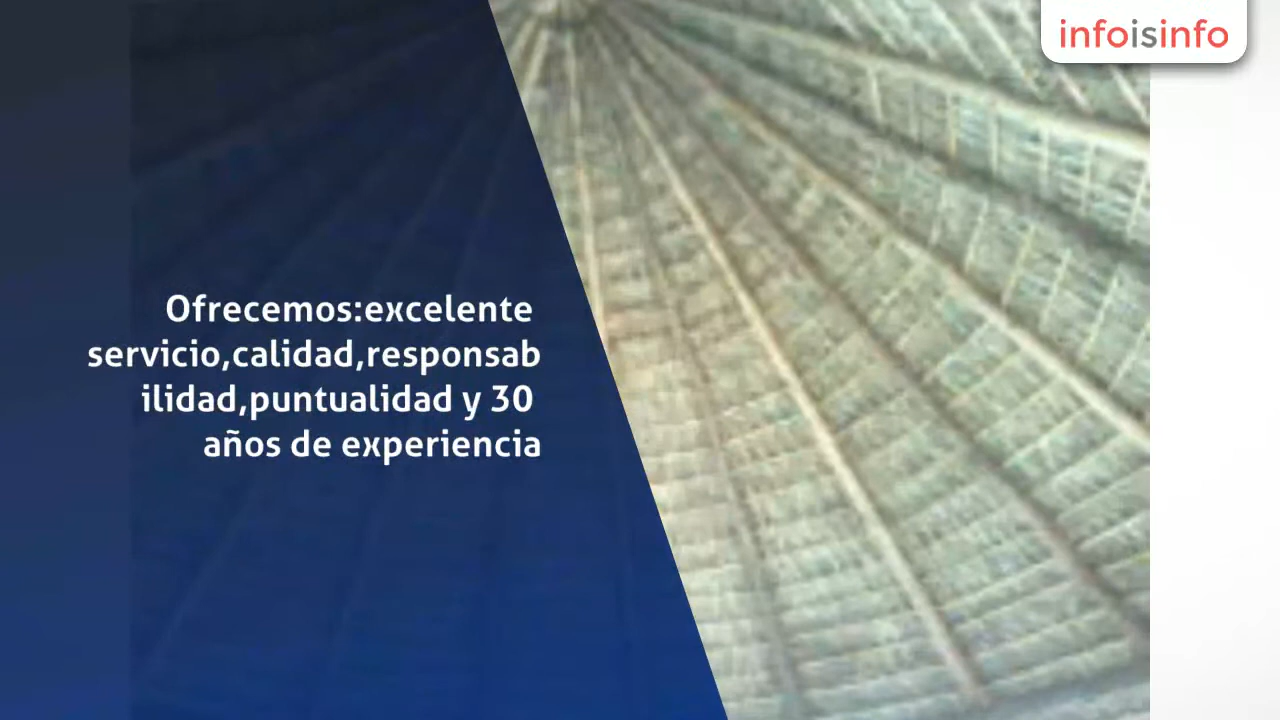 infoisinfo
Ofrecemos:excelente
servicio,calidad,responsab
ilidad,puntualidad y 30
años de experiencia